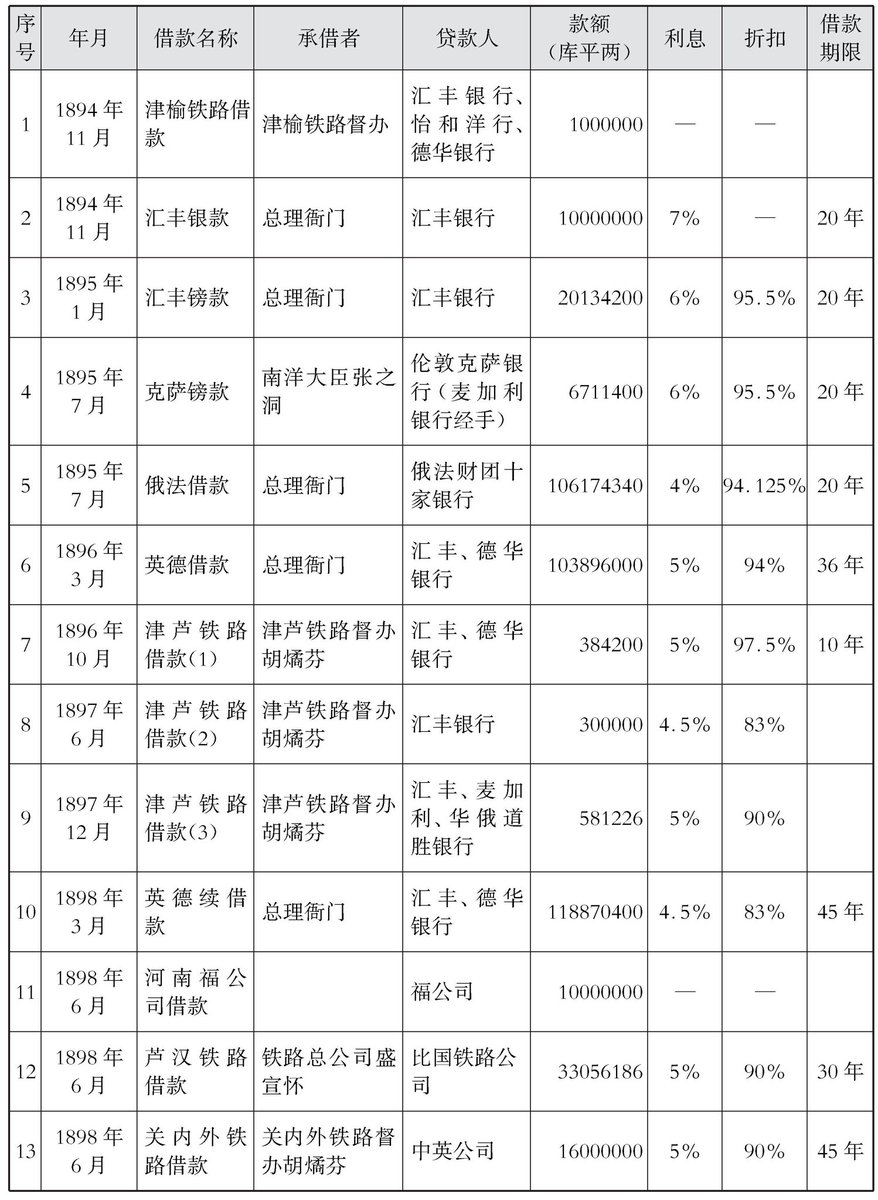 序号 年月 借款名称 承借者 贷款人 款额(库平两) 利息 折扣 借款期限
1 1894年11月 津榆铁路借款 津榆铁路督办 汇丰银行、怡和洋行、德华银行 1000000 — —
2 1894年11月 汇丰银款 总理衙门 汇丰银行 10000000 7% — 20年
3 1895年1月 汇丰镑款 总理衙门 汇丰银行 20134200 6% 95.5% 20年
4 1895年7月 克萨镑款 南洋大臣张之洞 伦敦克萨银行(麦加利银行经手) 6711400 6% 95.5% 20年
5 1895年7月 俄法借款 总理衙门 俄法财团十家银行 106174340 4% 94.125% 20年
6 1896年3月 英德借款 总理衙门 汇丰、德华银行 103896000 5% 94% 36年
7 1896年10月 津芦铁路借款(1) 津芦铁路督办胡燏芬 汇丰、德华银行 384200 5% 97.5% 10年
8 1897年6月 津芦铁路借款(2) 津芦铁路督办胡燏芬 汇丰银行 300000 4.5% 83%
9 1897年12月 津芦铁路借款(3) 津芦铁路督办胡燏芬 汇丰、麦加利、华俄道胜银行 581226 5% 90%
10 1898年3月 英德续借款 总理衙门 汇丰、德华银行 118870400 4.5% 83% 45年
11 1898年6月 河南福公司借款 福公司 10000000 — —
12 1898年6月 芦汉铁路借款 铁路总公司盛宣怀 比国铁路公司 33056186 5% 90% 30年
13 1898年6月 关内外铁路借款 关内外铁路督办胡燏芬 中英公司 16000000 5% 90% 45年